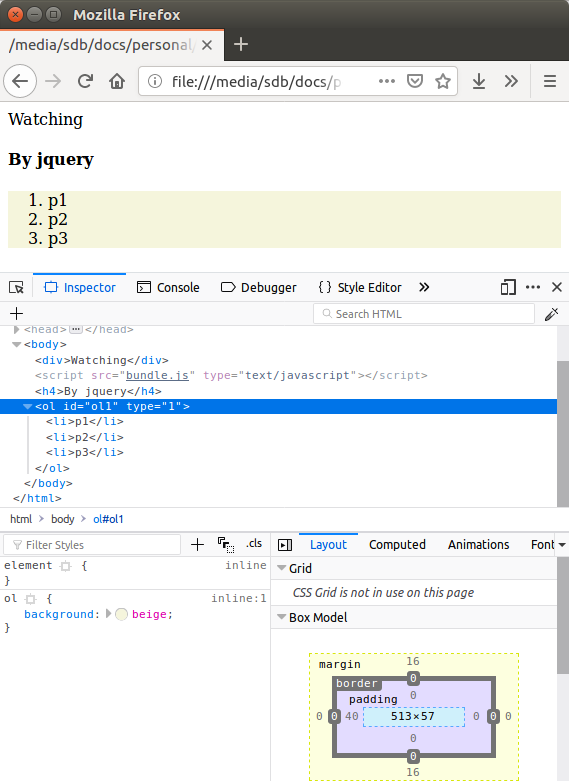 Mozilla Firefox
/media/sdb/docs/personal
file:///media/sdb/docs/p
Watching
By jquery
1. p1
2. p2
3. p3
Inspector Console Debugger { } Style Editor
Search HTML
<head> ⋯ </head>
<body>
<div>Watching</div>
<script src="bundle.js" type="text/javascript"></script>
<h4>By jquery</h4>
<ol id="ol1" type="1">
<li>p1</li>
<li>p2</li>
<li>p3</li>
</ol>
</body>
</html>
html > body > ol#ol1
Filter Styles + .cls
Layout Computed Animations Font
element { inline
}
ol { inline:1
background: beige;
}
Grid
CSS Grid is not in use on this page
Box Model
margin 16
border 0
padding 0
0 0 40 513×57 0 0 0
0
0
16